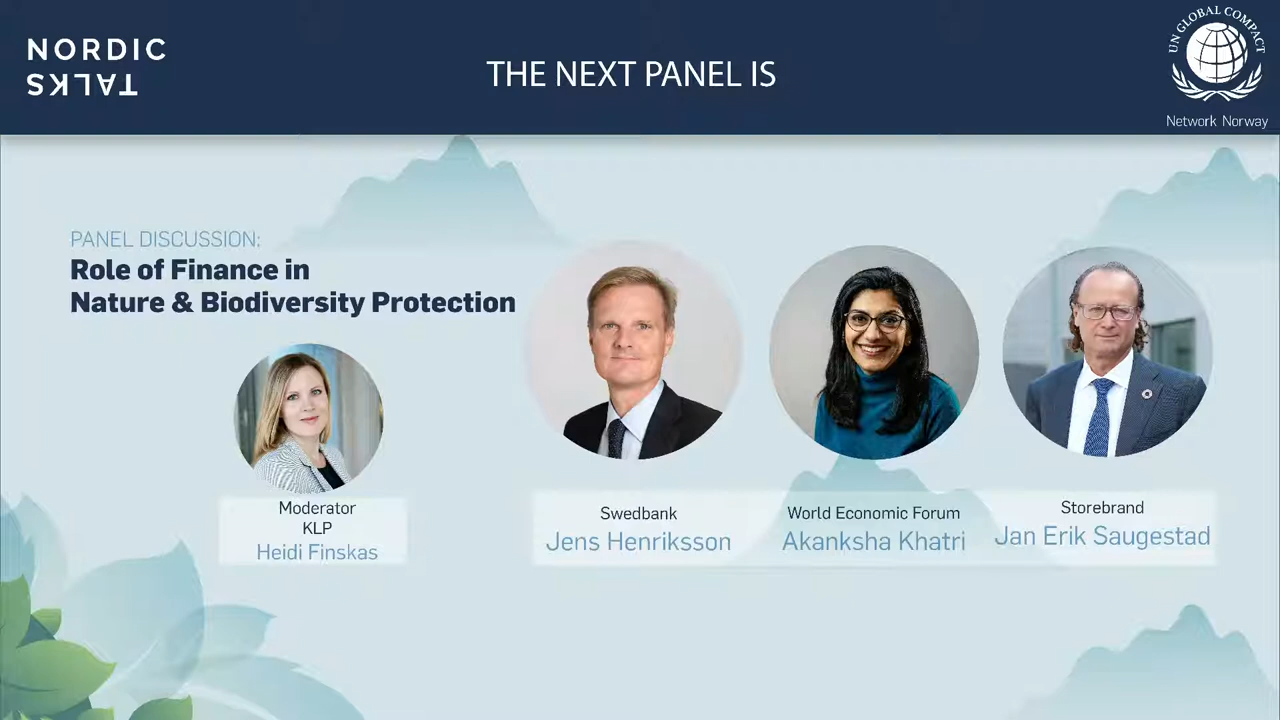 NORDIC
TALKS
THE NEXT PANEL IS
UN GLOBAL COMPACT
Network Norway
PANEL DISCUSSION:
Role of Finance in
Nature & Biodiversity Protection
Moderator
KLP
Heidi Finskas
Swedbank
Jens Henriksson
World Economic Forum
Akanksha Khatri
Storebrand
Jan Erik Saugestad